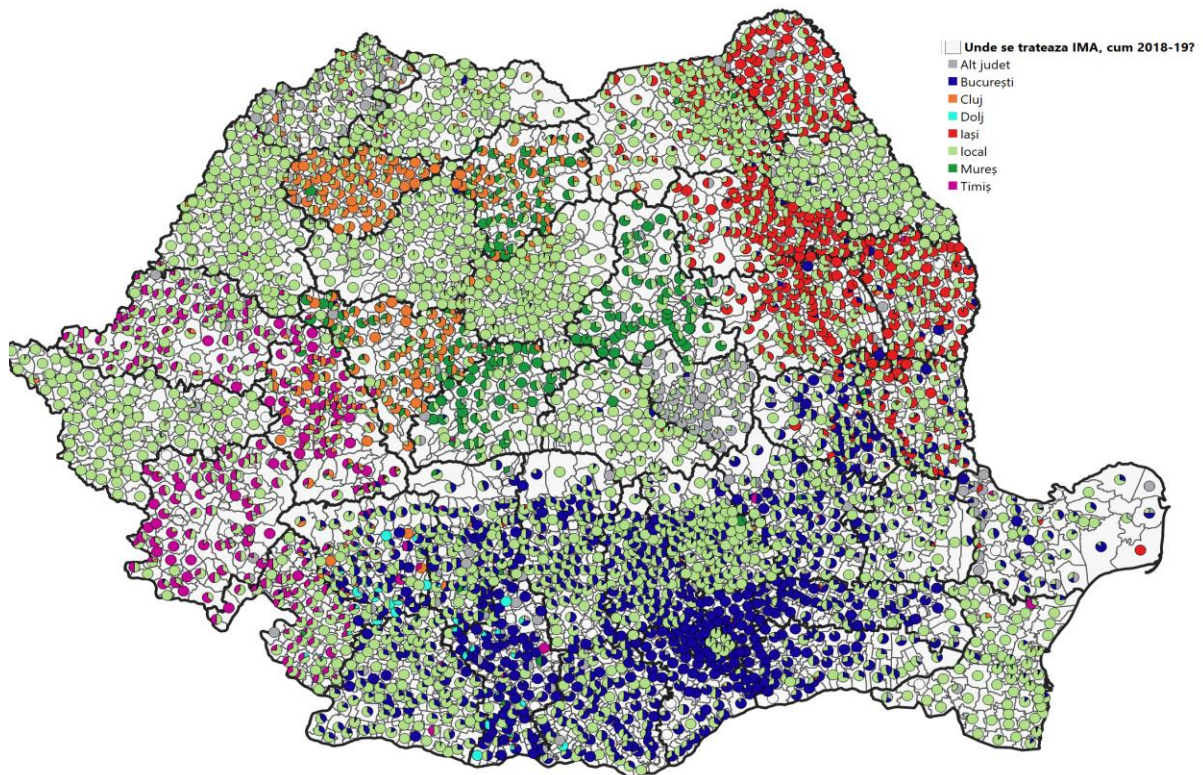 Unde se trateaza IMA, cum 2018-19?
Alt judet
București
Cluj
Dolj
Iași
local
Mureș
Timiș